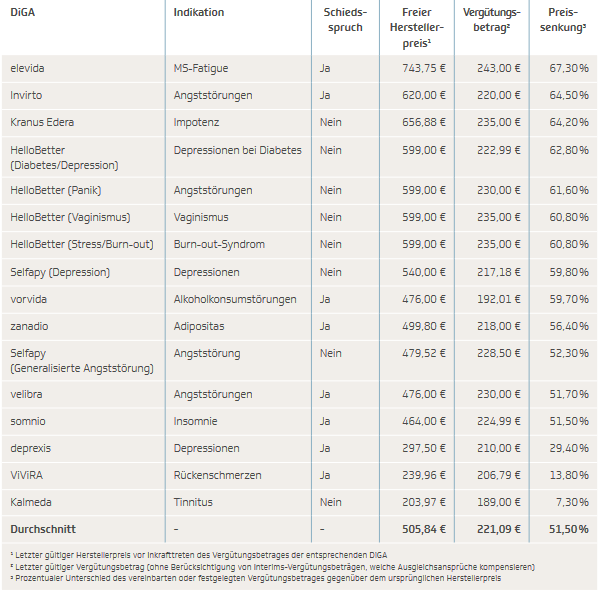 DiGA Indikation Schieds- Freier Vergütungs- Preis-
spruch Hersteller- betrag² senkung³
preis¹
elevida MS-Fatigue Ja 743,75 € 243,00 € 67,30 %
Invirto Angststörungen Ja 620,00 € 220,00 € 64,50 %
Kranus Edera Impotenz Nein 656,88 € 235,00 € 64,20 %
HelloBetter Depressionen bei Diabetes Nein 599,00 € 222,99 € 62,80 %
(Diabetes/Depression)
HelloBetter (Panik) Angststörungen Nein 599,00 € 230,00 € 61,60 %
HelloBetter (Vaginismus) Vaginismus Nein 599,00 € 235,00 € 60,80 %
HelloBetter (Stress/Burn-out) Burn-out-Syndrom Nein 599,00 € 235,00 € 60,80 %
Selfapy (Depression) Depressionen Nein 540,00 € 217,18 € 59,80 %
vorvida Alkoholkonsumstörungen Ja 476,00 € 192,01 € 59,70 %
zanadio Adipositas Ja 499,80 € 218,00 € 56,40 %
Selfapy Angststörung Nein 479,52 € 228,50 € 52,30 %
(Generalisierte Angststörung)
velibra Angststörungen Ja 476,00 € 230,00 € 51,70 %
somnio Insomnie Ja 464,00 € 224,99 € 51,50 %
deprexis Depressionen Ja 297,50 € 210,00 € 29,40 %
ViViRA Rückenschmerzen Ja 239,96 € 206,79 € 13,80 %
Kalmeda Tinnitus Nein 203,97 € 189,00 € 7,30 %
Durchschnitt – – 505,84 € 221,09 € 51,50 %
¹ Letzter gültiger Herstellerpreis vor Inkrafttreten des Vergütungsbetrages der entsprechenden DiGA
² Letzter gültiger Vergütungsbetrag (ohne Berücksichtigung von Interims-Vergütungsbeträgen, welche Ausgleichsansprüche kompensieren)
³ Prozentualer Unterschied des vereinbarten oder festgelegten Vergütungsbetrages gegenüber dem ursprünglichen Herstellerpreis